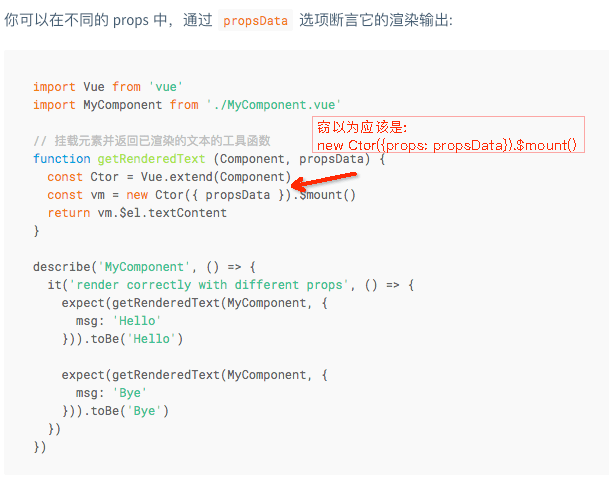 你可以在不同的 props 中，通过 propsData 选项断言它的渲染输出:
import Vue from 'vue'
import MyComponent from './MyComponent.vue'
窃以为应该是:
new Ctor({props: propsData}).$mount()
// 挂载元素并返回已渲染的文本的工具函数
function getRenderedText (Component, propsData) {
const Ctor = Vue.extend(Component)
const vm = new Ctor({ propsData }).$mount()
return vm.$el.textContent
}
describe('MyComponent', () => {
it('render correctly with different props', () => {
expect(getRenderedText(MyComponent, {
msg: 'Hello'
})).toBe('Hello')
expect(getRenderedText(MyComponent, {
msg: 'Bye'
})).toBe('Bye')
})
})